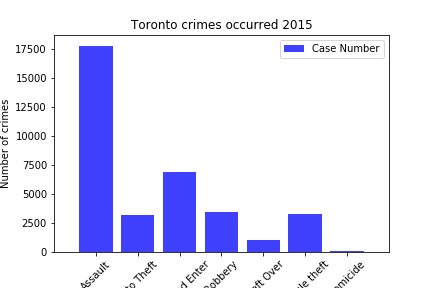 Toronto crimes occurred 2015
Case Number
Number of crimes
17500
15000
12500
10000
7500
5000
2500
0
Assault
to Theft
d Enter
Robbery
ft Over
le theft
micide